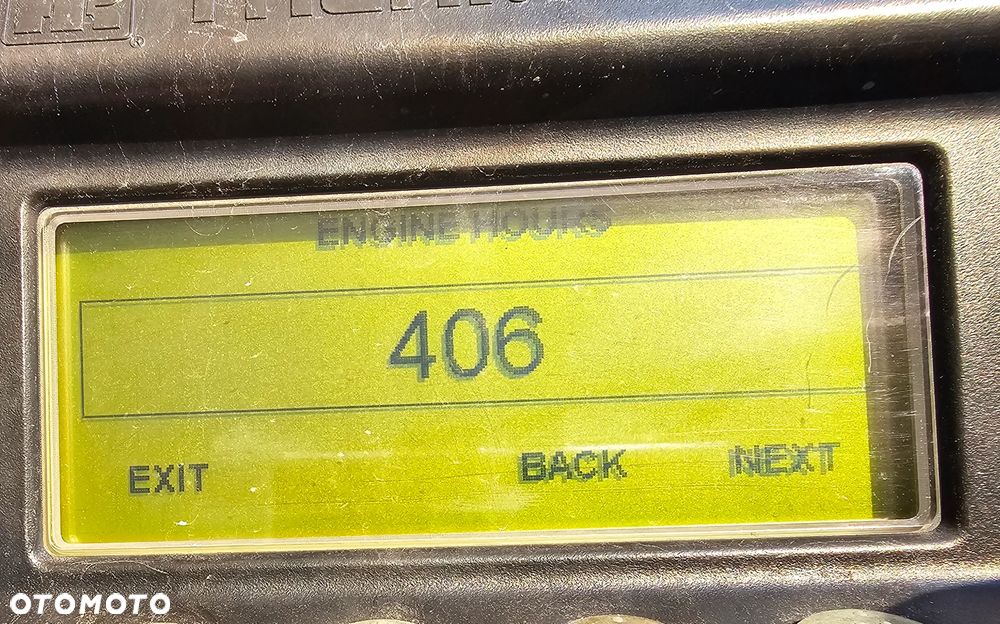 ENGINE HOURS
406
EXIT BACK NEXT
OTOMOTO